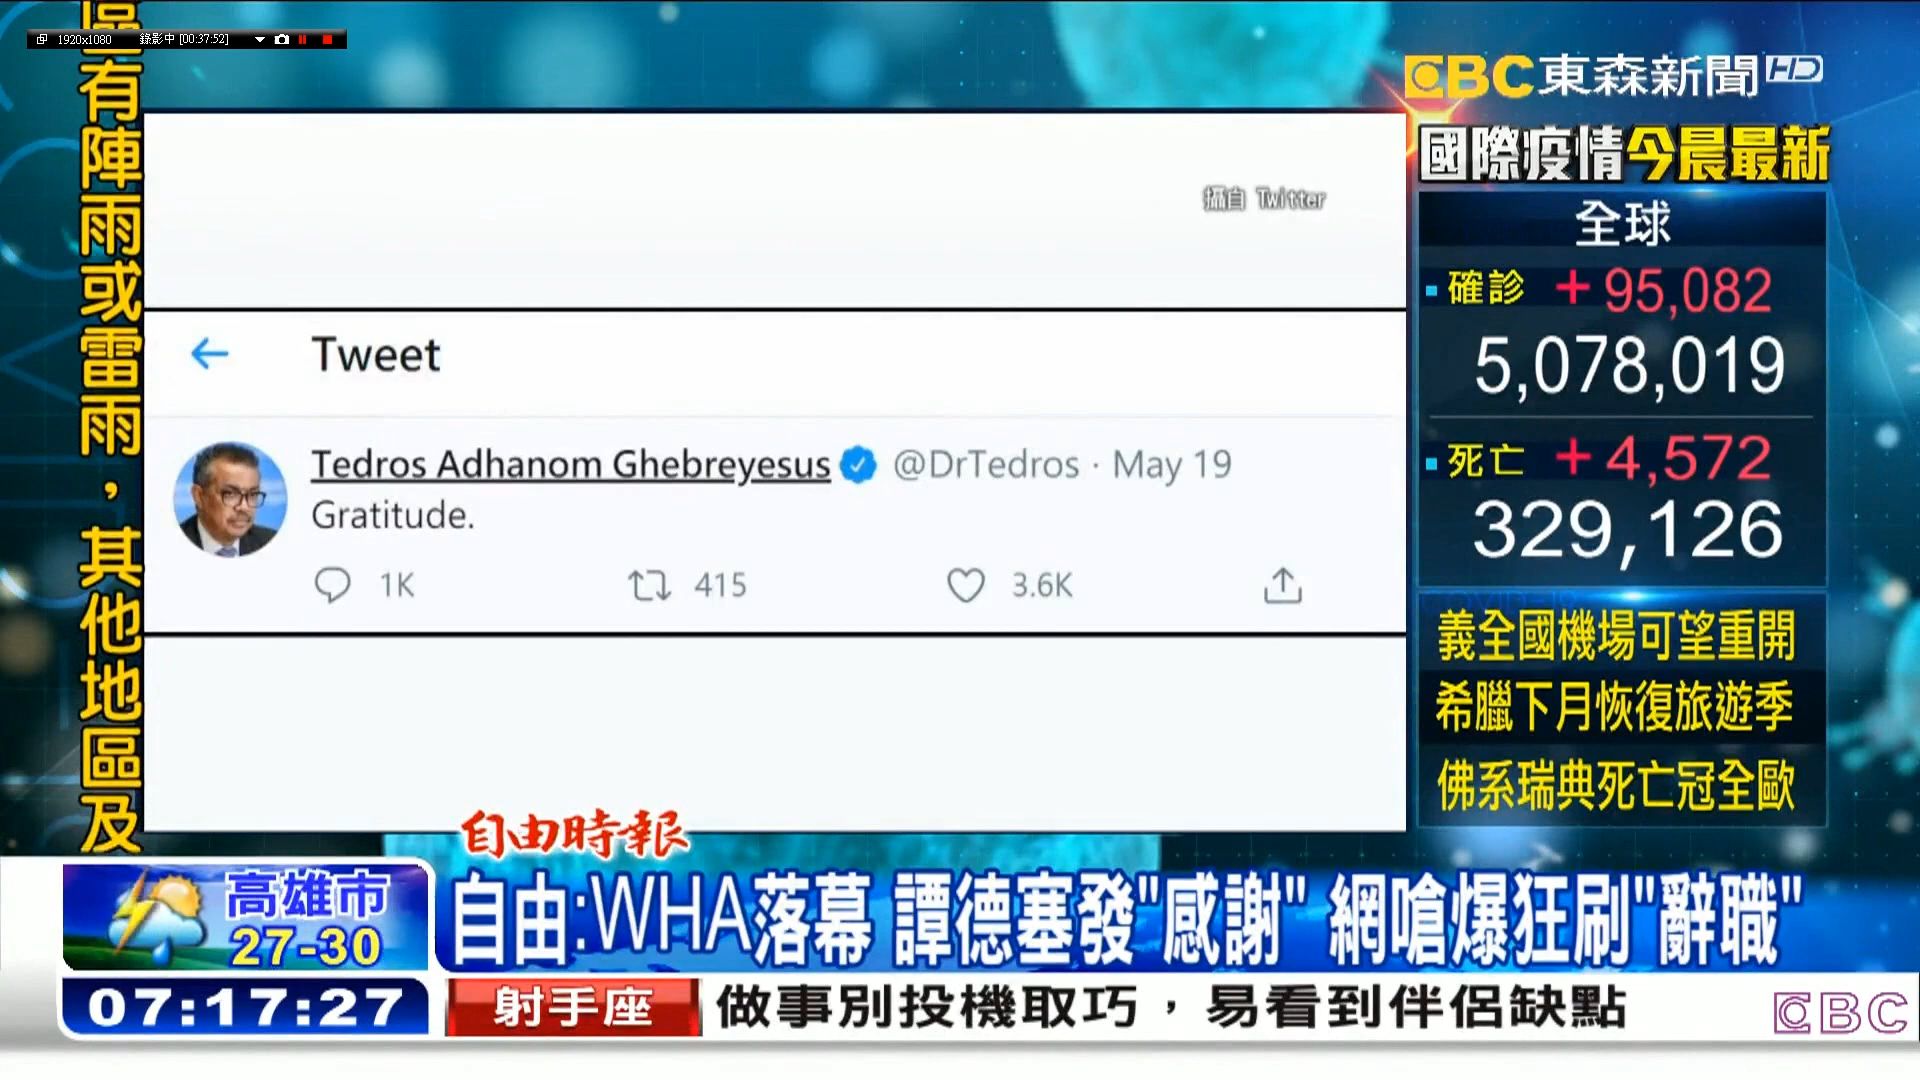 1920x1080 錄影中 [00:37:52]
區有陣雨或雷雨，其他地區及
EBC東森新聞HD
國際疫情今晨最新
攝自 Twitter
全球
確診 +95,082
5,078,019
死亡 +4,572
329,126
義全國機場可望重開
希臘下月恢復旅遊季
佛系瑞典死亡冠全歐
Tweet
Tedros Adhanom Ghebreyesus @DrTedros · May 19
Gratitude.
1K 415 3.6K
自由時報
自由:WHA落幕 譚德塞發"感謝" 網嗆爆狂刷"辭職"
高雄市
27-30
07:17:27
射手座 做事別投機取巧，易看到伴侶缺點
EBC